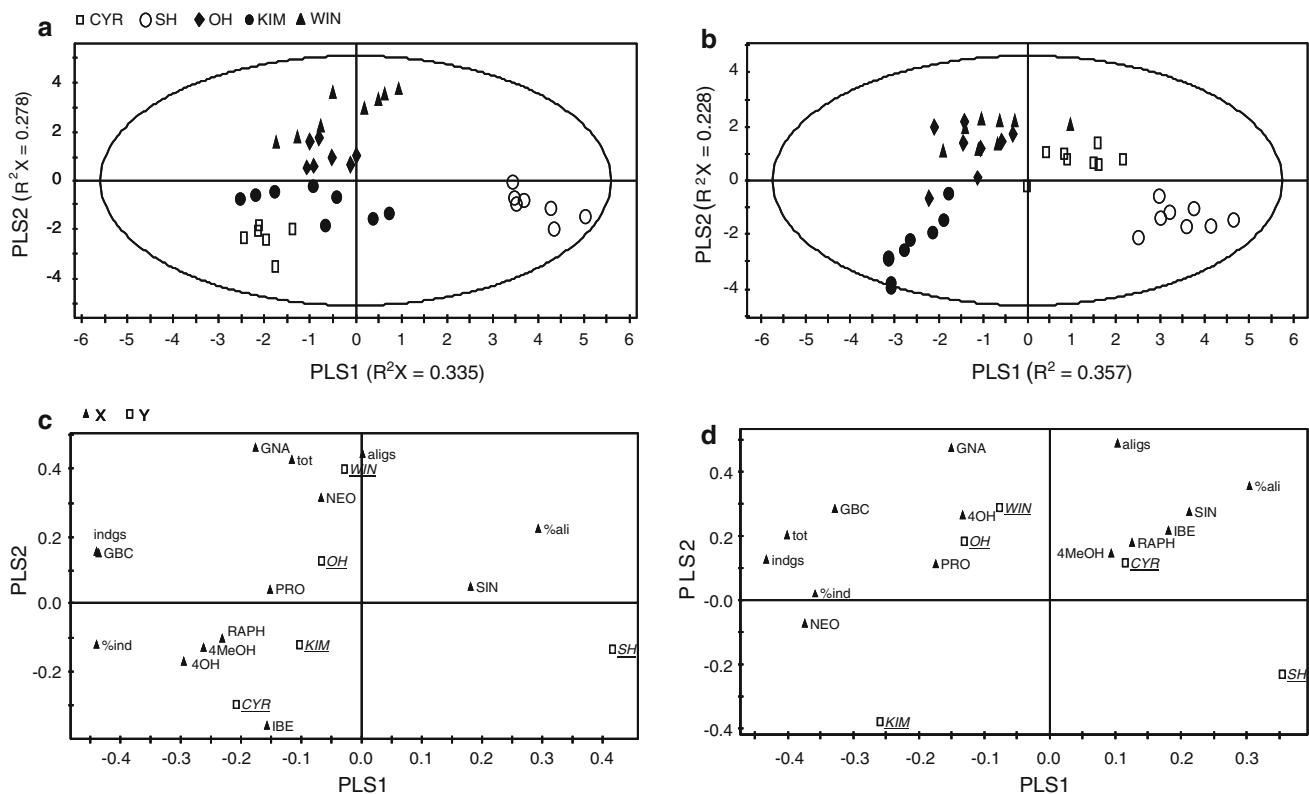 CYR SH OH KIM WIN
a
4
2
0
-2
-4
PLS2 (R²X = 0.278)
-6 -5 -4 -3 -2 -1 0 1 2 3 4 5 6
PLS1 (R²X = 0.335)
b
4
2
0
-2
-4
PLS2 (R²X = 0.228)
-6 -5 -4 -3 -2 -1 0 1 2 3 4 5 6
PLS1 (R² = 0.357)
c
X Y
GNA
tot
aligs
WIN
NEO
%ali
indgs
GBC
OH
PRO
SIN
%ind
RAPH
4MeOH
4OH
KIM
SH
CYR
IBE
0.4
0.2
0.0
-0.2
PLS2
-0.4 -0.3 -0.2 -0.1 0.0 0.1 0.2 0.3 0.4
PLS1
d
GNA
aligs
%ali
GBC
4OH
WIN
SIN
tot
OH
IBE
indgs
PRO
RAPH
4MeOH
CYR
%ind
NEO
SH
KIM
0.4
0.2
-0.0
-0.2
-0.4
PLS2
-0.4 -0.3 -0.2 -0.1 0.0 0.1 0.2 0.3
PLS1